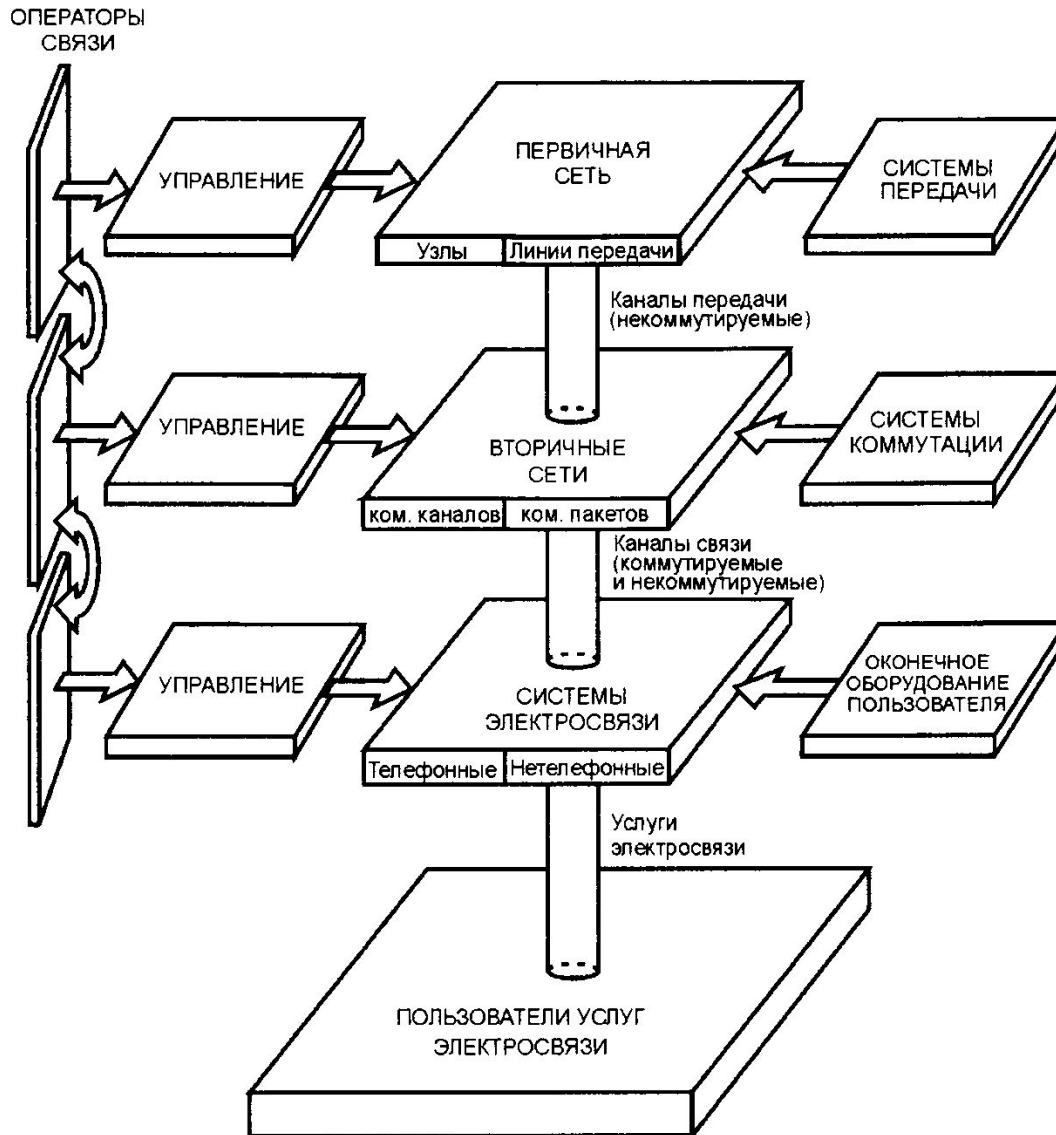 ОПЕРАТОРЫ
СВЯЗИ
УПРАВЛЕНИЕ
ПЕРВИЧНАЯ
СЕТЬ
СИСТЕМЫ
ПЕРЕДАЧИ
Узлы
Линии передачи
Каналы передачи
(некоммутируемые)
УПРАВЛЕНИЕ
ВТОРИЧНЫЕ
СЕТИ
СИСТЕМЫ
КОММУТАЦИИ
ком. каналов
ком. пакетов
Каналы связи
(коммутируемые
и некоммутируемые)
УПРАВЛЕНИЕ
СИСТЕМЫ
ЭЛЕКТРОСВЯЗИ
ОКОНЕЧНОЕ
ОБОРУДОВАНИЕ
ПОЛЬЗОВАТЕЛЯ
Телефонные
Нетелефонные
Услуги
электросвязи
ПОЛЬЗОВАТЕЛИ УСЛУГ
ЭЛЕКТРОСВЯЗИ